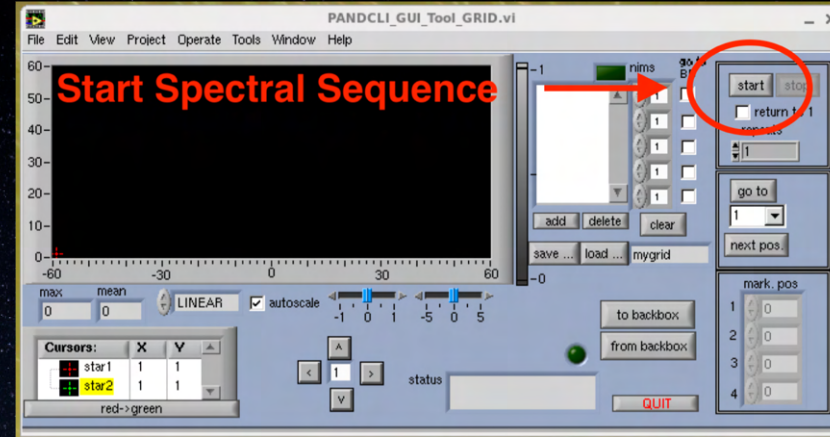 PANDCLI_GUI_Tool_GRID.vi
File Edit View Project Operate Tools Window Help
Start Spectral Sequence
60
50
40
30
20
10
0
-60 -30 0 30 60
1
0
nims
go to
1
1
1
1
1
add delete clear
save ... load ... mygrid
start stop
return to 1
repeats
1
go to
1
next pos.
mark. pos
1 0
2 0
3 0
4 0
max mean
0 0
LINEAR
autoscale
-1 0 1
-5 0 5
Cursors: X Y
star1 1 1
star2 1 1
red->green
< 1 >
V
status
to backbox
from backbox
QUIT